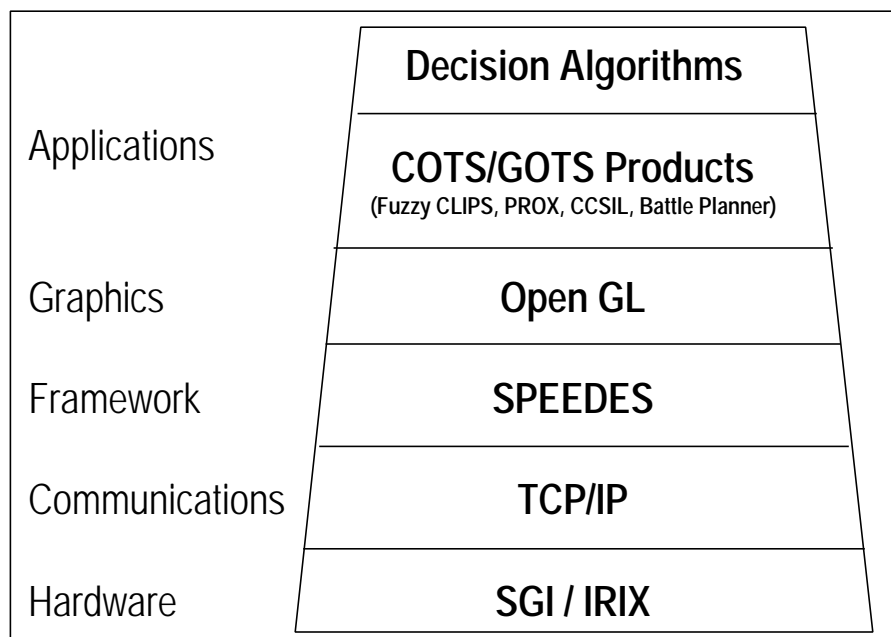 Decision Algorithms
Applications
COTS/GOTS Products
(Fuzzy CLIPS, PROX, CCSIL, Battle Planner)
Graphics
Open GL
Framework
SPEEDES
Communications
TCP/IP
Hardware
SGI / IRIX